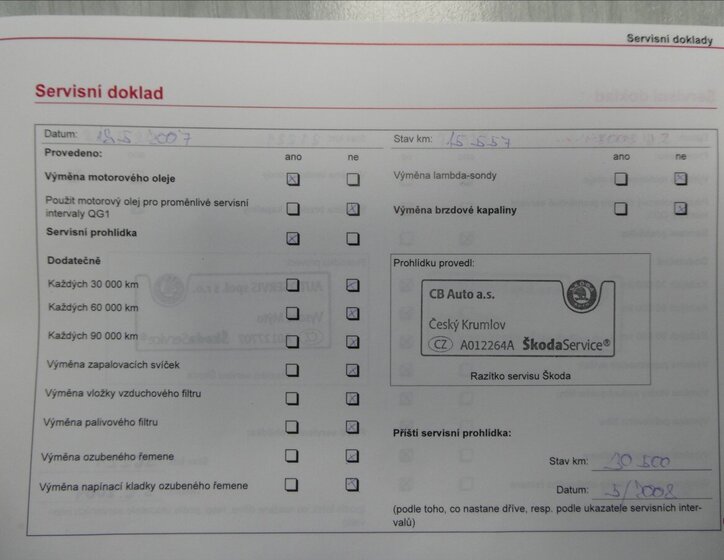 Servisní doklady
Servisní doklad
Datum: 2007
Stav km: 15 557
Provedeno:
ano ne
ano ne
Výměna motorového oleje
Výměna lambda-sondy
Použit motorový olej pro proměnlivé servisní
intervaly QG1
Výměna brzdové kapaliny
Servisní prohlídka
Dodatečně
Každých 30 000 km
Každých 60 000 km
Každých 90 000 km
Výměna zapalovacích svíček
Výměna vložky vzduchového filtru
Výměna palivového filtru
Výměna ozubeného řemene
Výměna napínací kladky ozubeného řemene
Prohlídku provedl:
CB Auto a.s.
Český Krumlov
CZ A012264A ŠkodaService®
Razítko servisu Škoda
Příští servisní prohlídka:
Stav km: 30 500
Datum: 5/2008
(podle toho, co nastane dříve, resp. podle ukazatele servisních inter-
valů)